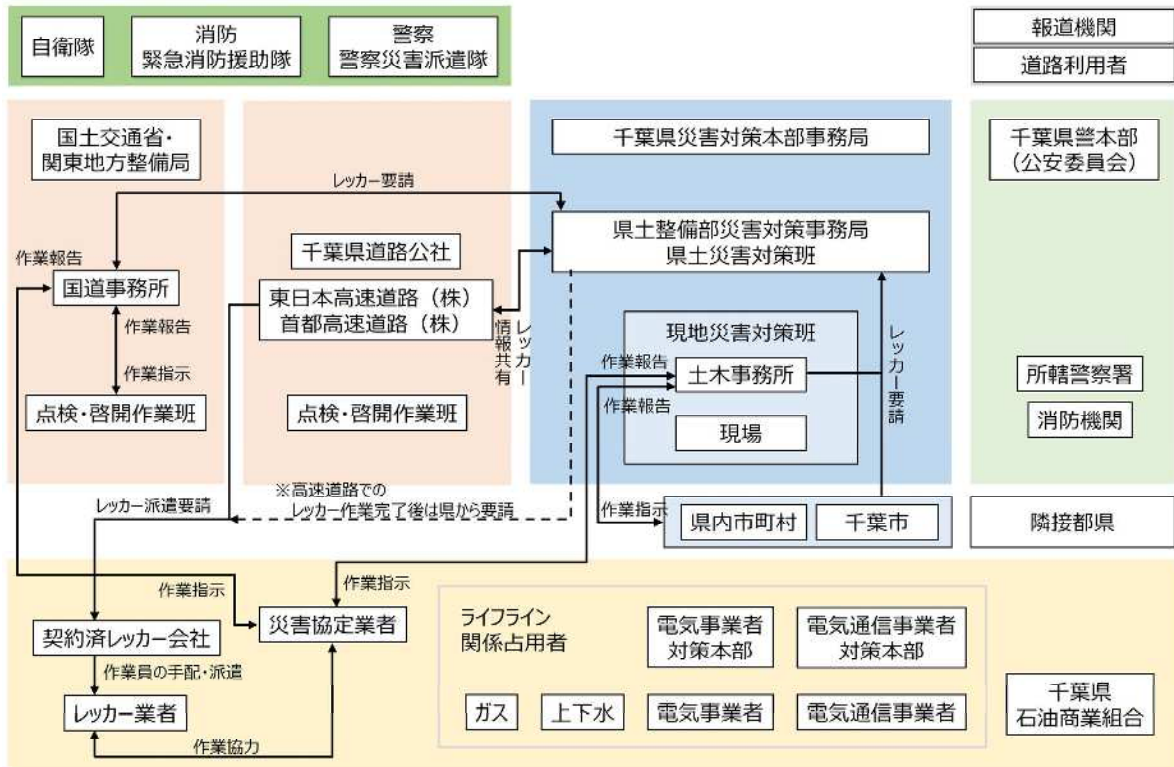 自衛隊
消防
緊急消防援助隊
警察
警察災害派遣隊
報道機関
道路利用者
国土交通省・
関東地方整備局
千葉県災害対策本部事務局
千葉県警本部
（公安委員会）
レッカー要請
県土整備部災害対策事務局
県土災害対策班
千葉県道路公社
作業報告
国道事務所
東日本高速道路（株）
首都高速道路（株）
作業報告
レッカー
情報共有
現地災害対策班
レッカー要請
作業報告
土木事務所
作業指示
作業報告
所轄警察署
点検・啓開作業班
点検・啓開作業班
現場
消防機関
※高速道路での
レッカー作業完了後は県から要請
レッカー派遣要請
作業指示
県内市町村
千葉市
隣接都県
作業指示
作業指示
契約済レッカー会社
災害協定業者
ライフライン
関係占用者
電気事業者
対策本部
電気通信事業者
対策本部
作業員の手配・派遣
レッカー業者
ガス
上下水
電気事業者
電気通信事業者
千葉県
石油商業組合
作業協力